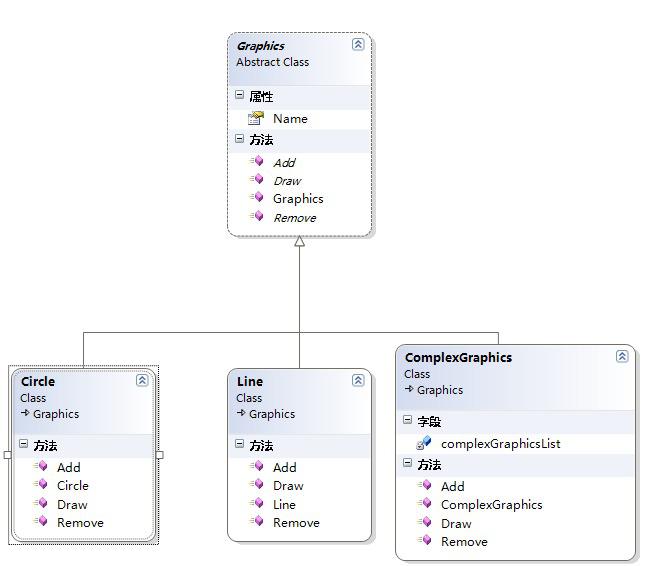 Graphics
Abstract Class
属性
Name
方法
Add
Draw
Graphics
Remove
Circle
Class
Graphics
方法
Add
Circle
Draw
Remove
Line
Class
Graphics
方法
Add
Draw
Line
Remove
ComplexGraphics
Class
Graphics
字段
complexGraphicsList
方法
Add
ComplexGraphics
Draw
Remove